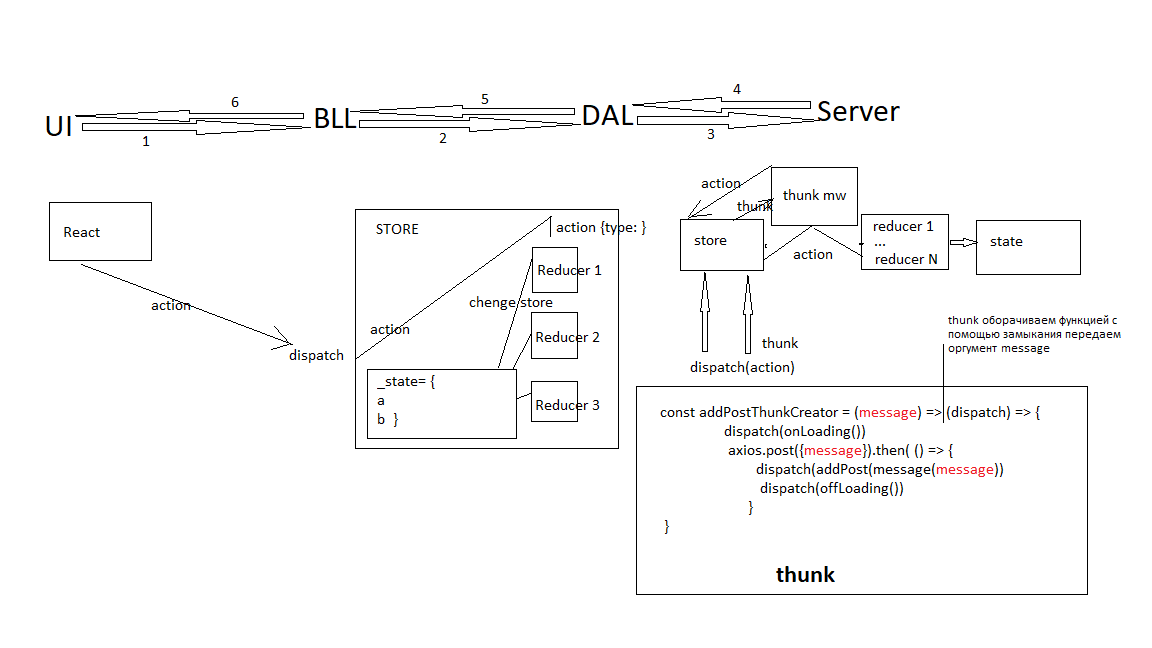 UI
6
1
BLL
5
2
DAL
4
3
Server
React
action
dispatch
STORE
action {type: }
Reducer 1
chenge store
action
Reducer 2
_state= {
a
b }
Reducer 3
action
thunk
thunk mw
store
action
reducer 1
...
reducer N
state
thunk
dispatch(action)
thunk оборачиваем функцией с
помощью замыкания передаем
оргумент message
const addPostThunkCreator = (message) => (dispatch) => {
dispatch(onLoading())
axios.post({message}).then( () => {
dispatch(addPost(message(message))
dispatch(offLoading())
}
}
thunk